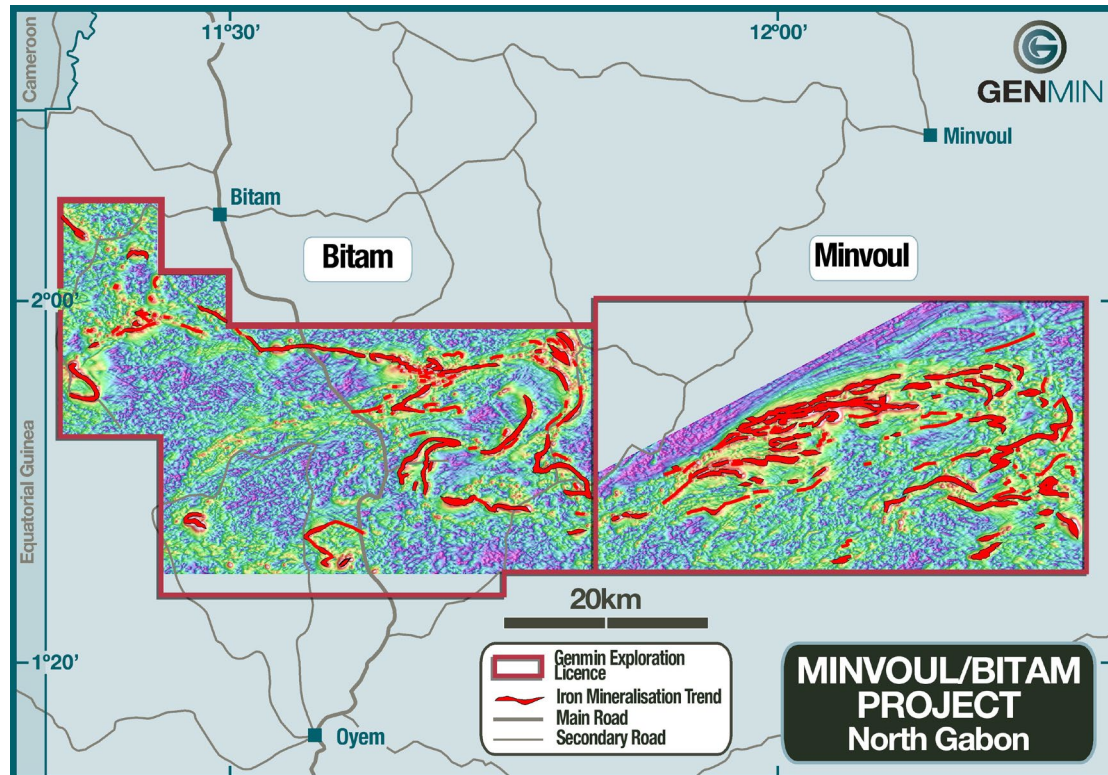 11°30'
12°00'
Cameroon
GENMIN
Minvoul
Bitam
Bitam
Minvoul
2°00'
Equatorial Guinea
20km
1°20'
Genmin Exploration
Licence
Iron Mineralisation Trend
Main Road
Secondary Road
MINVOUL/BITAM
PROJECT
North Gabon
Oyem